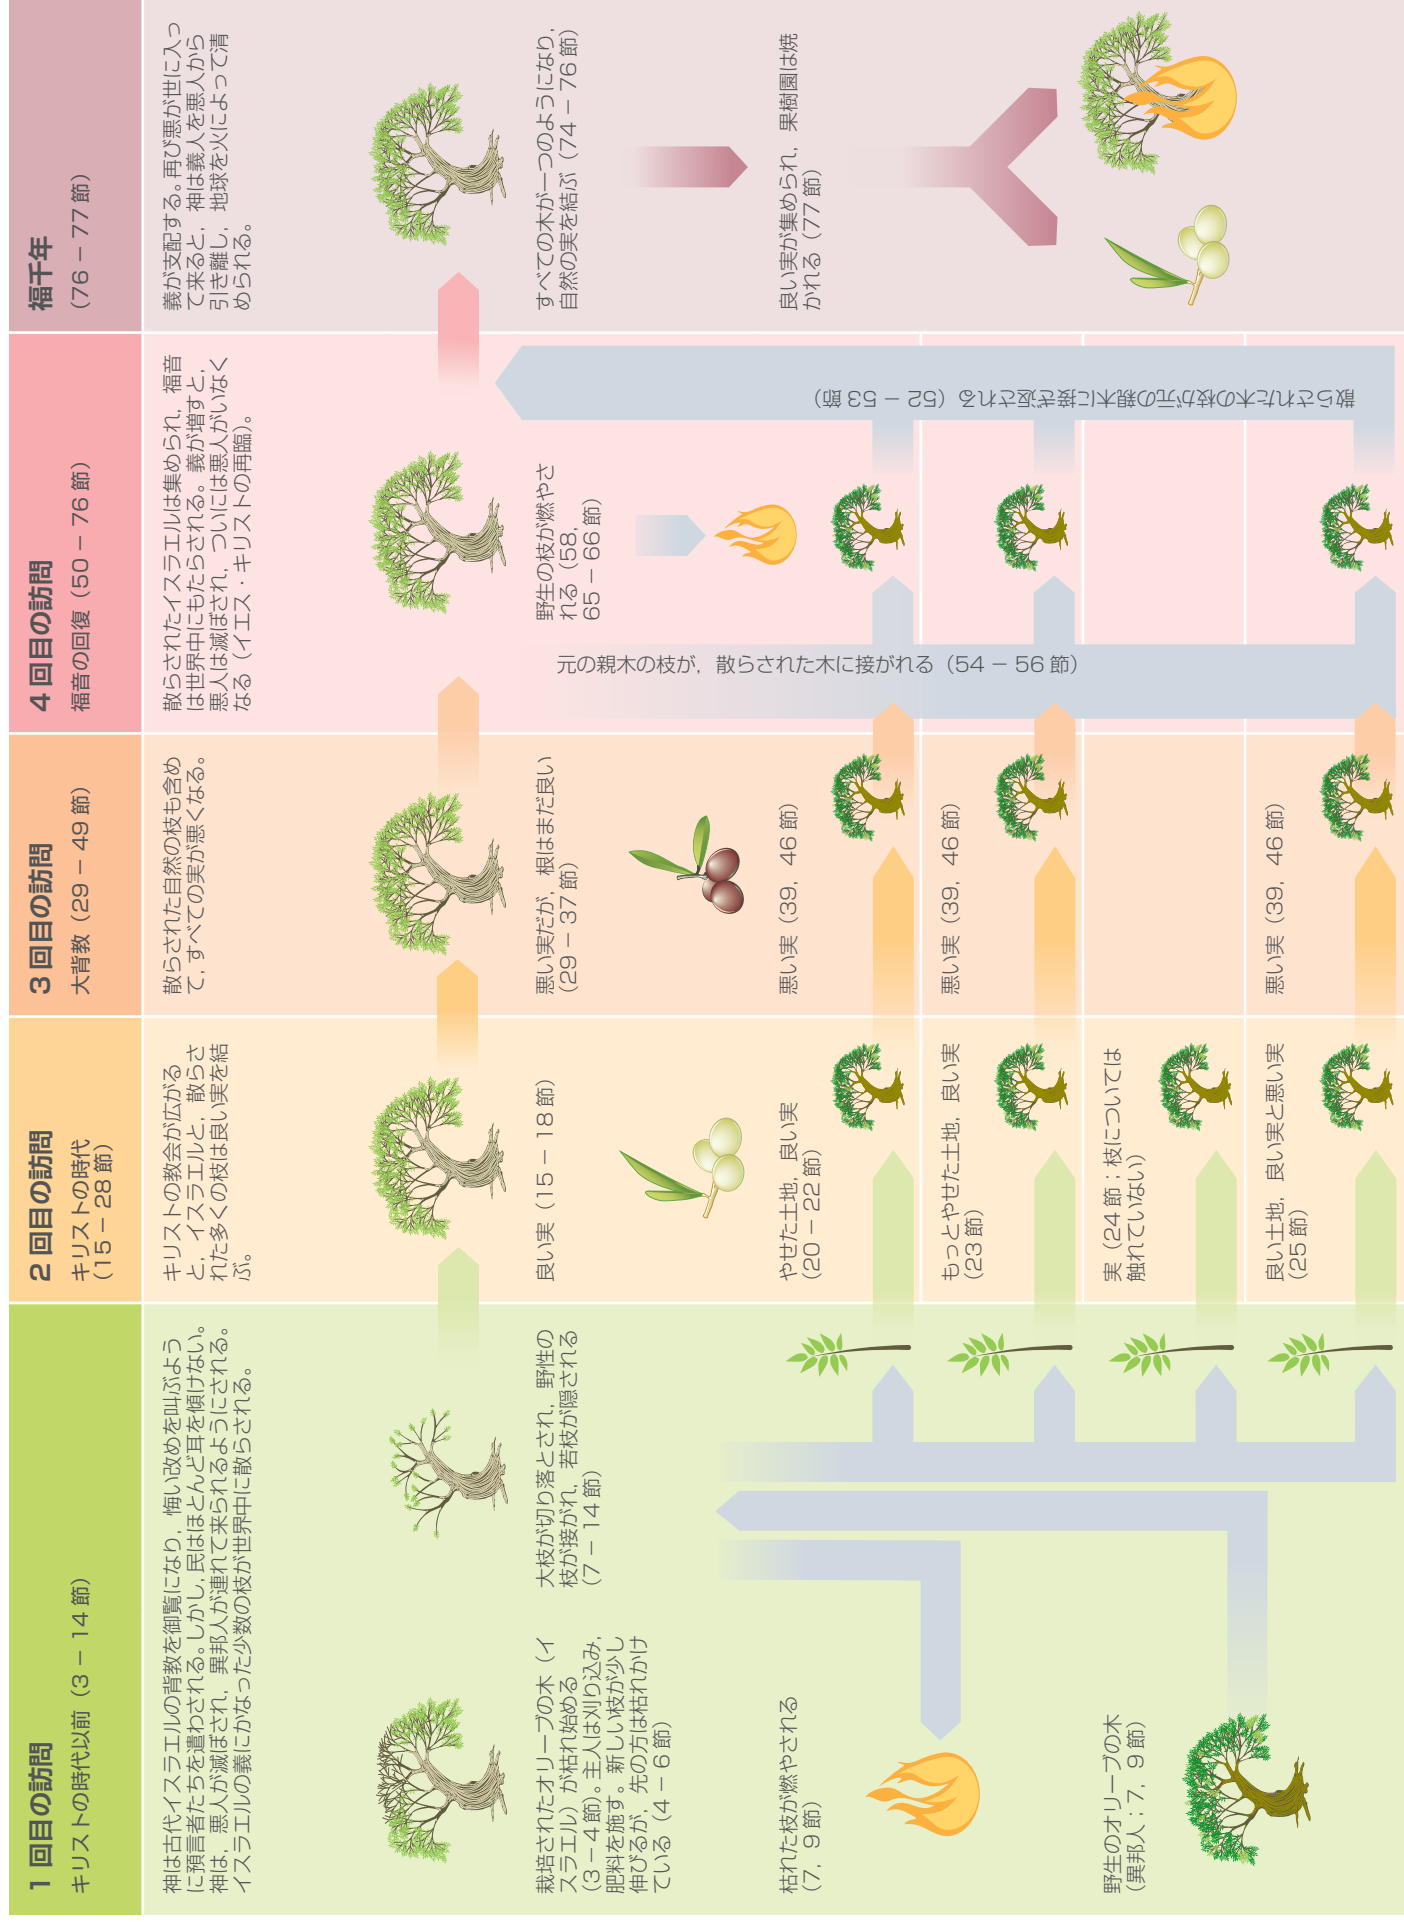 1 回目の訪問
キリストの時代以前（3 － 14 節）
神は古代イスラエルの背教を御覧になり，悔い改めを叫ぶよう
に預言者たちを遣わされる。しかし，民はほとんど耳を傾けない。
神は，悪人が滅ぼされ，異邦人が連れて来られるようにされる。
イスラエルの義にかなった少数の枝が世界中に散らされる。
栽培されたオリーブの木（イ
スラエル）が枯れ始める
（3 － 4 節）。主人は刈り込み，
肥料を施す。新しい枝が少し
伸びるが，先の方は枯れかけ
ている（4 － 6 節）
大枝が切り落とされ，野性の
枝が接がれ，若枝が隠される
（7 － 14 節）
枯れた枝が燃やされる
（7，9 節）
野生のオリーブの木
（異邦人；7，9 節）
2 回目の訪問
キリストの時代
（15 － 28 節）
キリストの教会が広がる
と，イスラエルと，散らさ
れた多くの枝は良い実を結
ぶ。
良い実（15 － 18 節）
やせた土地，良い実
（20 － 22 節）
もっとやせた土地，良い実
（23 節）
実（24 節；枝については
触れていない）
良い土地，良い実と悪い実
（25 節）
3 回目の訪問
大背教（29 － 49 節）
散らされた自然の枝も含め
て，すべての実が悪くなる。
悪い実だが，根はまだ良い
（29 － 37 節）
悪い実（39，46 節）
悪い実（39，46 節）
悪い実（39，46 節）
4 回目の訪問
福音の回復（50 － 76 節）
散らされたイスラエルは集められ，福音
は世界中にもたらされる。義が増すと，
悪人は滅ぼされ，ついには悪人がいなく
なる（イエス・キリストの再臨）。
野生の枝が燃やさ
れる（58，
65 － 66 節）
元の親木の枝が，散らされた木に接がれる（54 － 56 節）
散らされた木の枝が元の親木に接ぎ返される（52 － 53 節）
福千年
（76 － 77 節）
義が支配する。再び悪が世に入っ
て来ると，神は義人を悪人から
引き離し，地球を火によって清
められる。
すべての木が一つのようになり，
自然の実を結ぶ（74 － 76 節）
良い実が集められ，果樹園は焼
かれる（77 節）